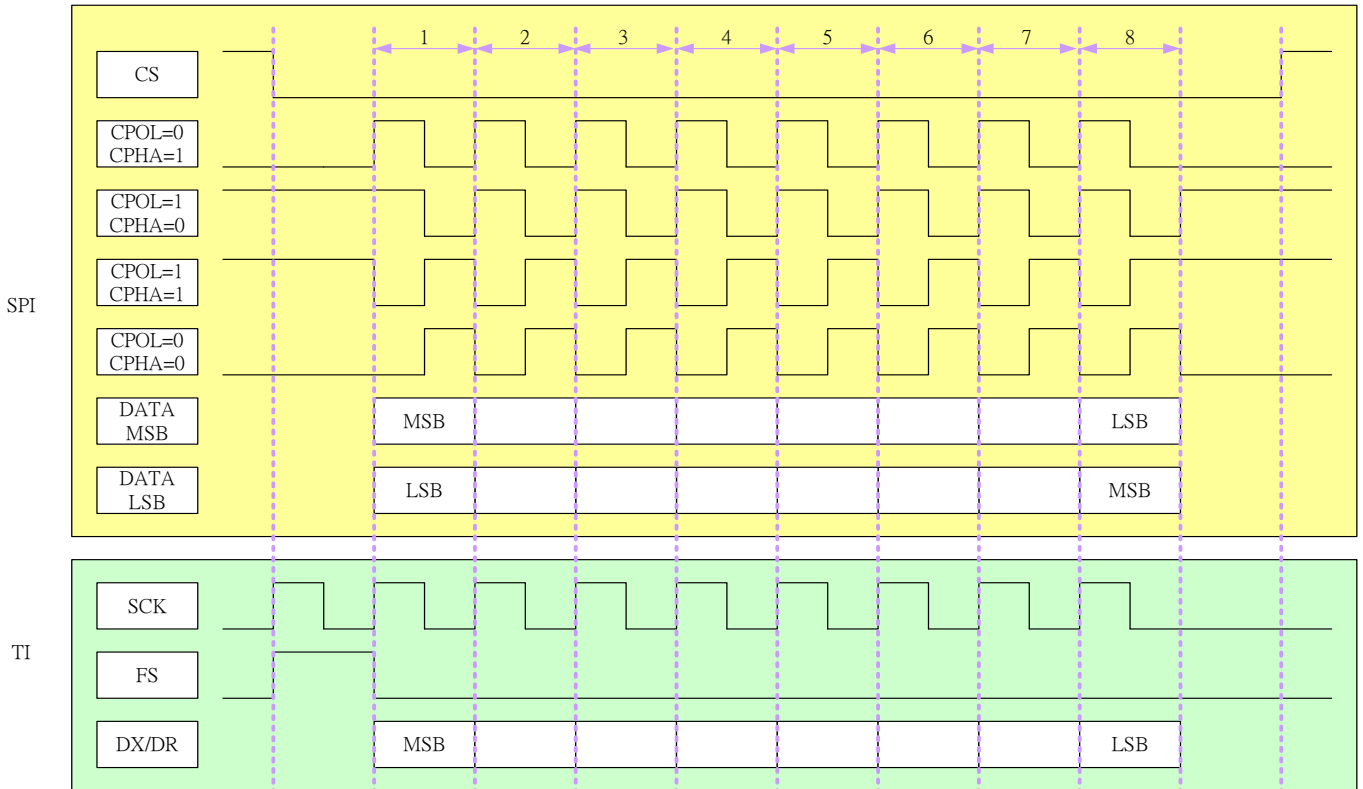 1 2 3 4 5 6 7 8
CS
CPOL=0
CPHA=1
CPOL=1
CPHA=0
CPOL=1
CPHA=1
SPI
CPOL=0
CPHA=0
DATA
MSB
MSB LSB
DATA
LSB
LSB MSB
SCK
TI
FS
DX/DR
MSB LSB